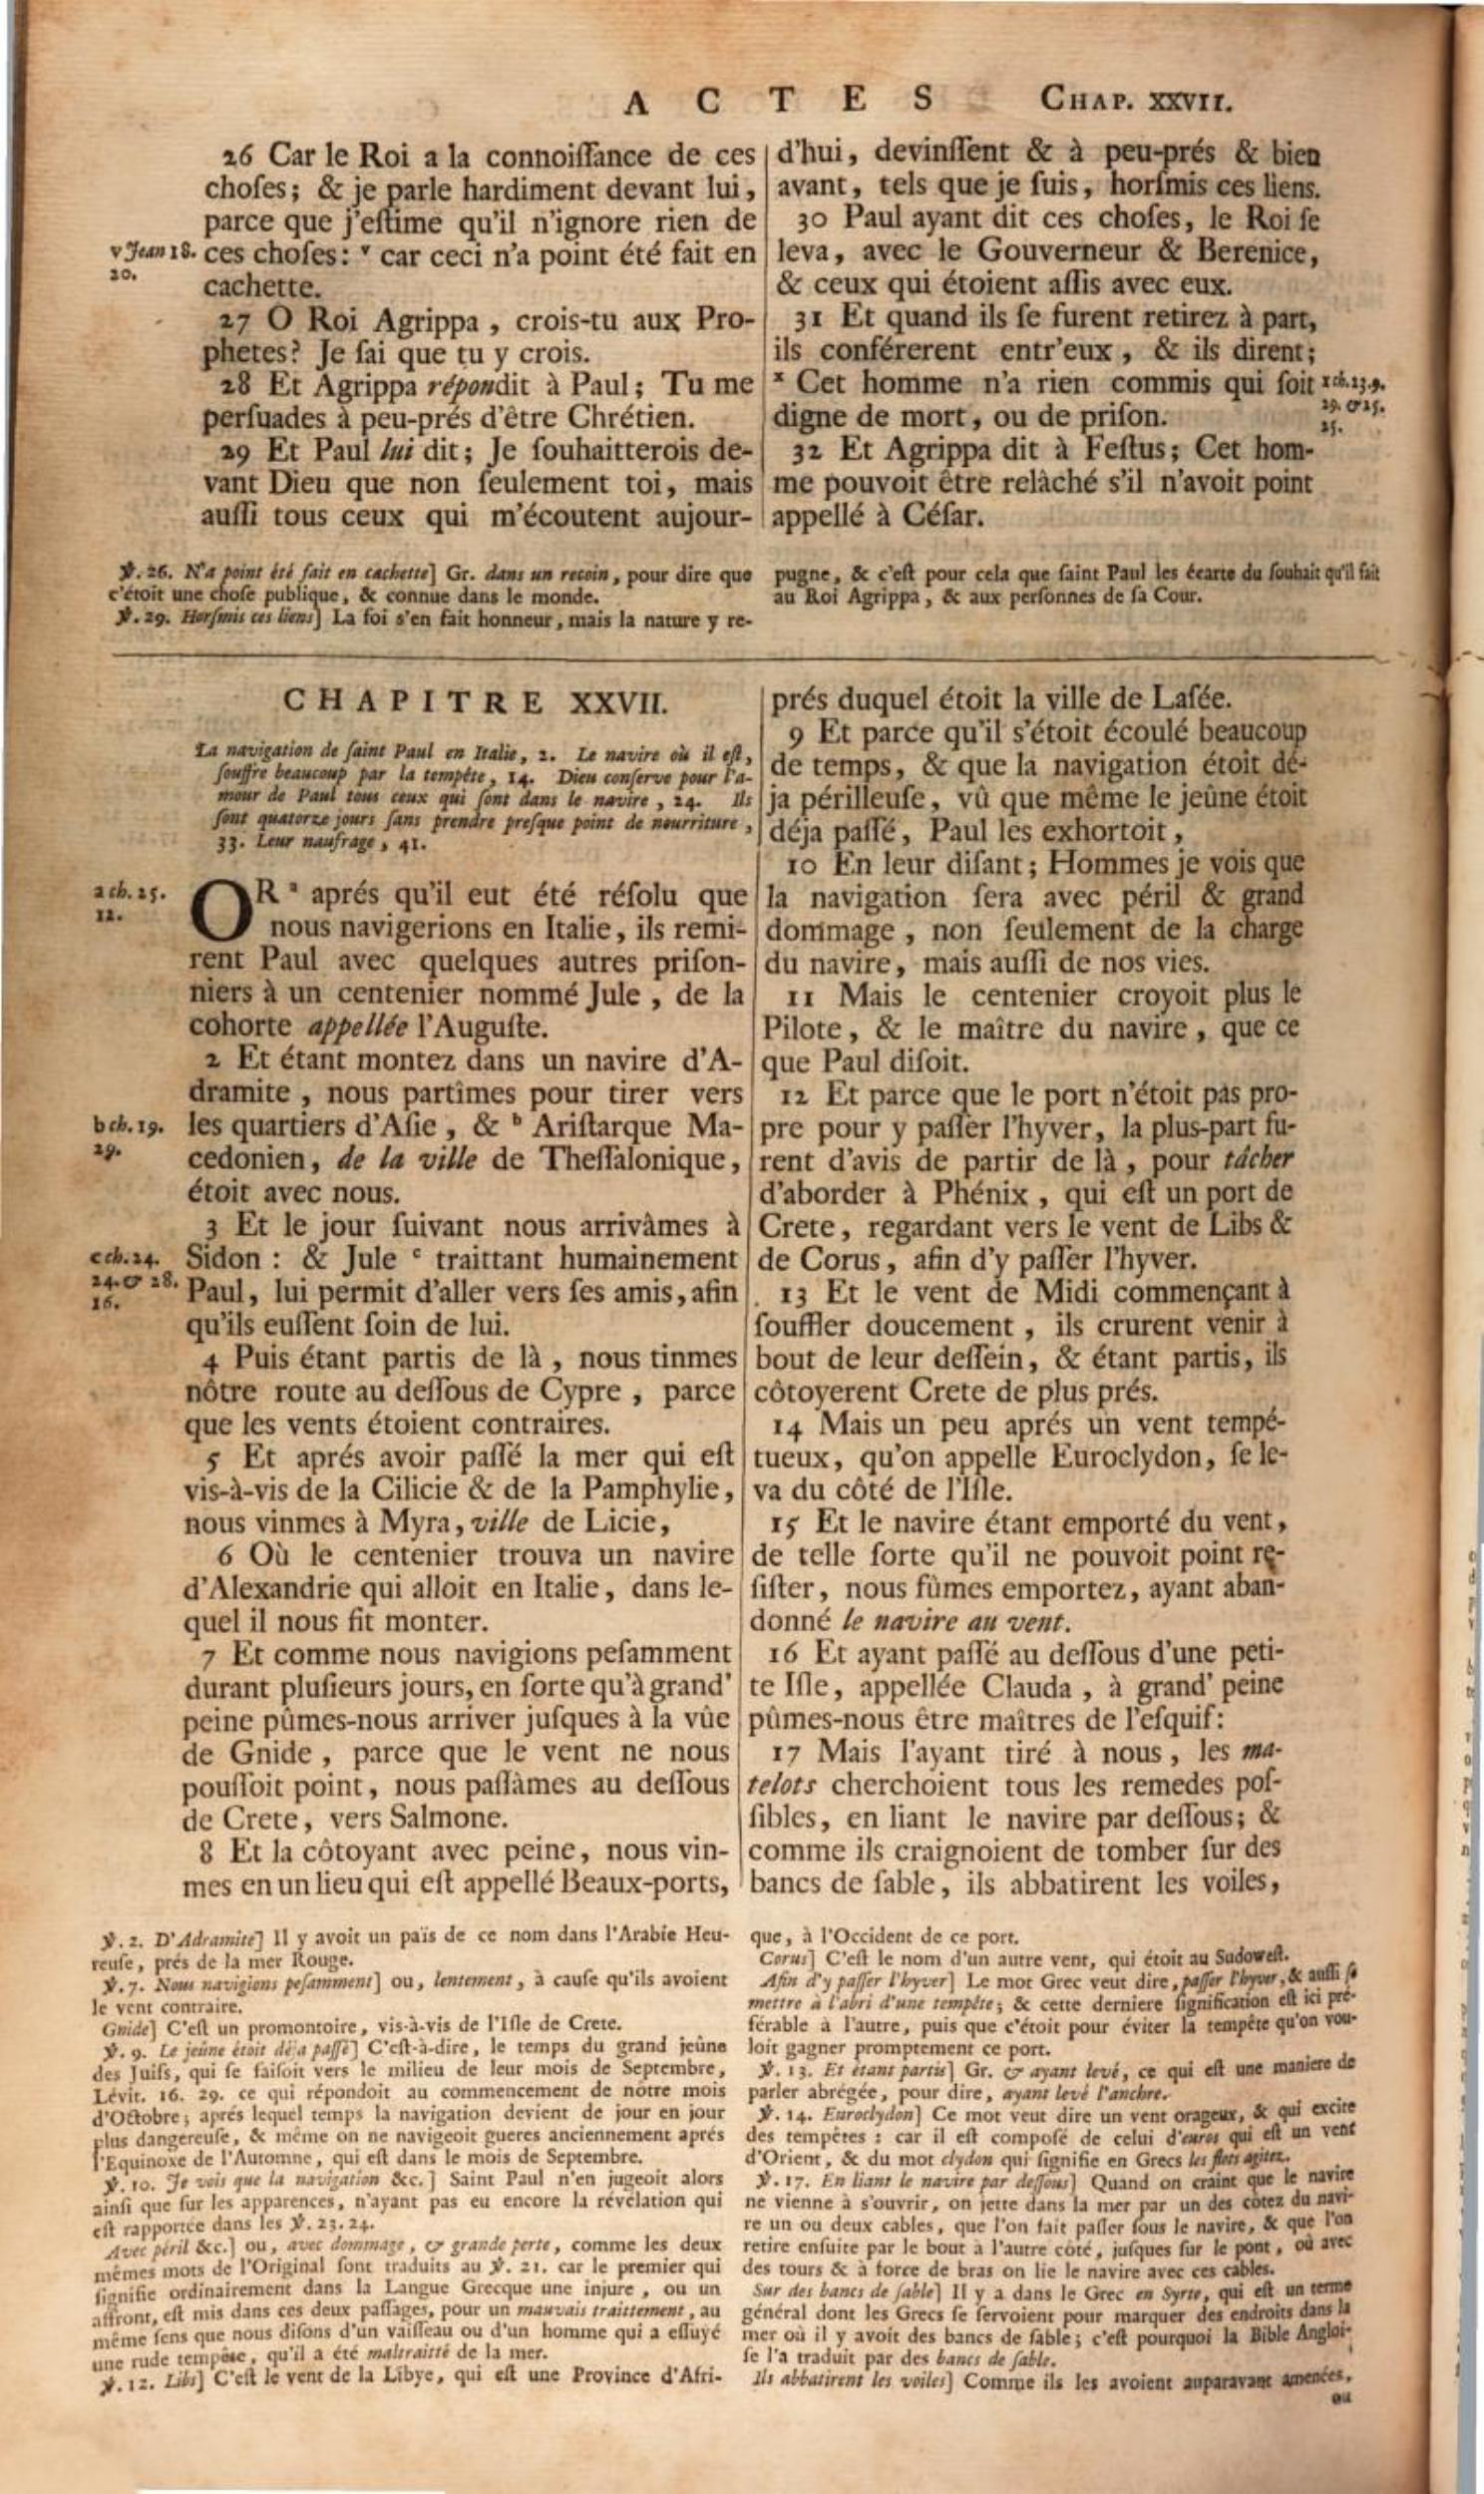 ACTES CHAP. XXVII.
26 Car le Roi a la connoiſſance de ces
choſes; & je parle hardiment devant lui,
parce que j'eſtime qu'il n'ignore rien de
v Jean 18. ces choſes: ᵛ car ceci n'a point été fait en
20.
cachette.
27 O Roi Agrippa, crois-tu aux Pro-
phetes? Je ſai que tu y crois.
28 Et Agrippa répondit à Paul; Tu me
perſuades à peu-prés d'être Chrétien.
29 Et Paul lui dit; Je ſouhaitterois de-
vant Dieu que non ſeulement toi, mais
auſſi tous ceux qui m'écoutent aujour-
d'hui, devinſſent & à peu-prés & bien
avant, tels que je ſuis, horſmis ces liens.
30 Paul ayant dit ces choſes, le Roi ſe
leva, avec le Gouverneur & Berenice,
& ceux qui étoient aſſis avec eux.
31 Et quand ils ſe furent retirez à part,
ils conférerent entr'eux, & ils dirent;
ˣ Cet homme n'a rien commis qui ſoit x ch. 23. 9.
29. & 25.
digne de mort, ou de priſon.
25.
32 Et Agrippa dit à Feſtus; Cet hom-
me pouvoit être relâché s'il n'avoit point
appellé à Céſar.
℣. 26. N'a point été fait en cachette] Gr. dans un recoin, pour dire que
c'étoit une choſe publique, & connue dans le monde.
℣. 29. Horſmis ces liens] La foi s'en fait honneur, mais la nature y re-
pugne, & c'eſt pour cela que ſaint Paul les écarte du ſouhait qu'il fait
au Roi Agrippa, & aux perſonnes de ſa Cour.
CHAPITRE XXVII.
La navigation de ſaint Paul en Italie, 2. Le navire où il eſt,
ſouffre beaucoup par la tempête, 14. Dieu conſerve pour l'a-
mour de Paul tous ceux qui ſont dans le navire, 24. Ils
ſont quatorze jours ſans prendre preſque point de nourriture,
33. Leur naufrage, 41.
a ch. 25. OR ᵃ aprés qu'il eut été réſolu que
12.
nous navigerions en Italie, ils remi-
rent Paul avec quelques autres priſon-
niers à un centenier nommé Jule, de la
cohorte appellée l'Auguſte.
2 Et étant montez dans un navire d'A-
dramite, nous partîmes pour tirer vers
b ch. 19. les quartiers d'Aſie, & ᵇ Ariſtarque Ma-
29.
cedonien, de la ville de Theſſalonique,
étoit avec nous.
3 Et le jour ſuivant nous arrivâmes à
c ch. 24. Sidon: & Jule ᶜ traittant humainement
24. & 28. Paul, lui permit d'aller vers ſes amis, afin
16.
qu'ils euſſent ſoin de lui.
4 Puis étant partis de là, nous tinmes
nôtre route au deſſous de Cypre, parce
que les vents étoient contraires.
5 Et aprés avoir paſſé la mer qui eſt
vis-à-vis de la Cilicie & de la Pamphylie,
nous vinmes à Myra, ville de Licie,
6 Où le centenier trouva un navire
d'Alexandrie qui alloit en Italie, dans le-
quel il nous fit monter.
7 Et comme nous navigions peſamment
durant pluſieurs jours, en ſorte qu'à grand'
peine pûmes-nous arriver juſques à la vûe
de Gnide, parce que le vent ne nous
pouſſoit point, nous paſſâmes au deſſous
de Crete, vers Salmone.
8 Et la côtoyant avec peine, nous vin-
mes en un lieu qui eſt appellé Beaux-ports,
prés duquel étoit la ville de Laſée.
9 Et parce qu'il s'étoit écoulé beaucoup
de temps, & que la navigation étoit dé-
ja périlleuſe, vû que même le jeûne étoit
déja paſſé, Paul les exhortoit,
10 En leur diſant; Hommes je vois que
la navigation ſera avec péril & grand
dommage, non ſeulement de la charge
du navire, mais auſſi de nos vies.
11 Mais le centenier croyoit plus le
Pilote, & le maître du navire, que ce
que Paul diſoit.
12 Et parce que le port n'étoit pas pro-
pre pour y paſſer l'hyver, la plus-part fu-
rent d'avis de partir de là, pour tâcher
d'aborder à Phénix, qui eſt un port de
Crete, regardant vers le vent de Libs &
de Corus, afin d'y paſſer l'hyver.
13 Et le vent de Midi commençant à
ſouffler doucement, ils crurent venir à
bout de leur deſſein, & étant partis, ils
côtoyerent Crete de plus prés.
14 Mais un peu aprés un vent tempé-
tueux, qu'on appelle Euroclydon, ſe le-
va du côté de l'Iſle.
15 Et le navire étant emporté du vent,
de telle ſorte qu'il ne pouvoit point re-
ſiſter, nous fûmes emportez, ayant aban-
donné le navire au vent.
16 Et ayant paſſé au deſſous d'une peti-
te Iſle, appellée Clauda, à grand' peine
pûmes-nous être maîtres de l'eſquif:
17 Mais l'ayant tiré à nous, les ma-
telots cherchoient tous les remedes poſ-
ſibles, en liant le navire par deſſous; &
comme ils craignoient de tomber ſur des
bancs de ſable, ils abbatirent les voiles,
℣. 2. D'Adramite] Il y avoit un païs de ce nom dans l'Arabie Heu-
reuſe, prés de la mer Rouge.
℣. 7. Nous navigions peſamment] ou, lentement, à cauſe qu'ils avoient
le vent contraire.
Gnide] C'eſt un promontoire, vis-à-vis de l'Iſle de Crete.
℣. 9. Le jeûne étoit déja paſſé] C'eſt-à-dire, le temps du grand jeûne
des Juifs, qui ſe faiſoit vers le milieu de leur mois de Septembre,
Lévit. 16. 29. ce qui répondoit au commencement de nôtre mois
d'Octobre; aprés lequel temps la navigation devient de jour en jour
plus dangereuſe, & même on ne navigeoit gueres anciennement aprés
l'Equinoxe de l'Automne, qui eſt dans le mois de Septembre.
℣. 10. Je vois que la navigation &c.] Saint Paul n'en jugeoit alors
ainſi que ſur les apparences, n'ayant pas eu encore la révélation qui
eſt rapportée dans les ℣. 23. 24.
Avec péril &c.] ou, avec dommage, & grande perte, comme les deux
mêmes mots de l'Original ſont traduits au ℣. 21. car le premier qui
ſignifie ordinairement dans la Langue Grecque une injure, ou un
affront, eſt mis dans ces deux paſſages, pour un mauvais traittement, au
même ſens que nous diſons d'un vaiſſeau ou d'un homme qui a eſſuyé
une rude tempête, qu'il a été maltraitté de la mer.
℣. 12. Libs] C'eſt le vent de la Libye, qui eſt une Province d'Afri-
que, à l'Occident de ce port.
Corus] C'eſt le nom d'un autre vent, qui étoit au Sudoweſt.
Afin d'y paſſer l'hyver] Le mot Grec veut dire, paſſer l'hyver, & auſſi ſe
mettre à l'abri d'une tempête; & cette derniere ſignification eſt ici pré-
férable à l'autre, puis que c'étoit pour éviter la tempête qu'on vou-
loit gagner promptement ce port.
℣. 13. Et étant partis] Gr. & ayant levé, ce qui eſt une maniere de
parler abrégée, pour dire, ayant levé l'anchre.
℣. 14. Euroclydon] Ce mot veut dire un vent orageux, & qui excite
des tempêtes: car il eſt compoſé de celui d'euros qui eſt un vent
d'Orient, & du mot clydon qui ſignifie en Grecs les flots agitez.
℣. 17. En liant le navire par deſſous] Quand on craint que le navire
ne vienne à s'ouvrir, on jette dans la mer par un des côtez du navi-
re un ou deux cables, que l'on fait paſſer ſous le navire, & que l'on
retire enſuite par le bout à l'autre côté, juſques ſur le pont, où avec
des tours & à force de bras on lie le navire avec ces cables.
Sur des bancs de ſable] Il y a dans le Grec en Syrte, qui eſt un terme
général dont les Grecs ſe ſervoient pour marquer des endroits dans la
mer où il y avoit des bancs de ſable; c'eſt pourquoi la Bible Angloi-
ſe l'a traduit par des bancs de ſable.
Ils abbatirent les voiles] Comme ils les avoient auparavant amenées,
ou